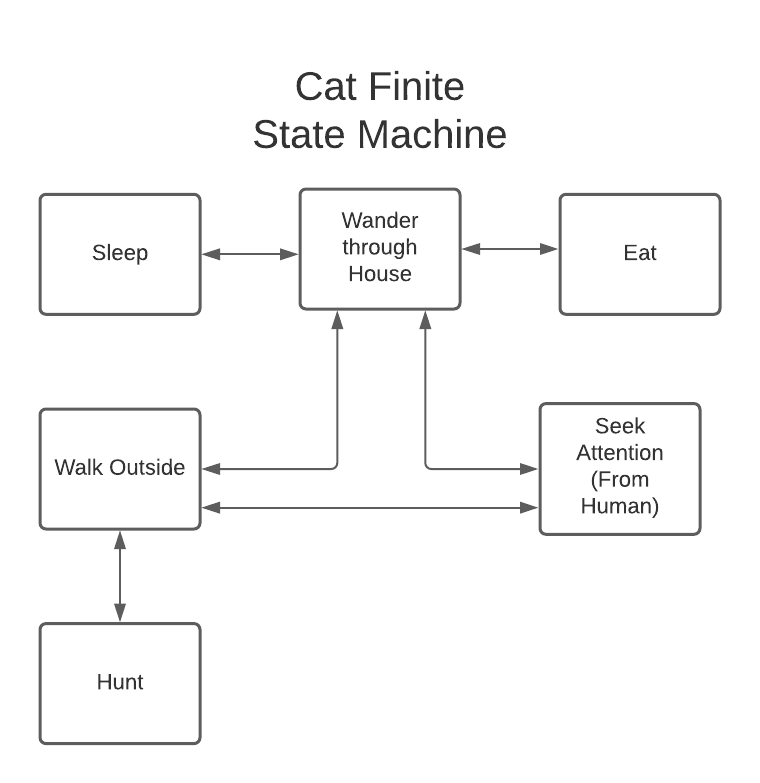 Cat Finite
State Machine
Sleep
Wander
through
House
Eat
Walk Outside
Seek
Attention
(From
Human)
Hunt